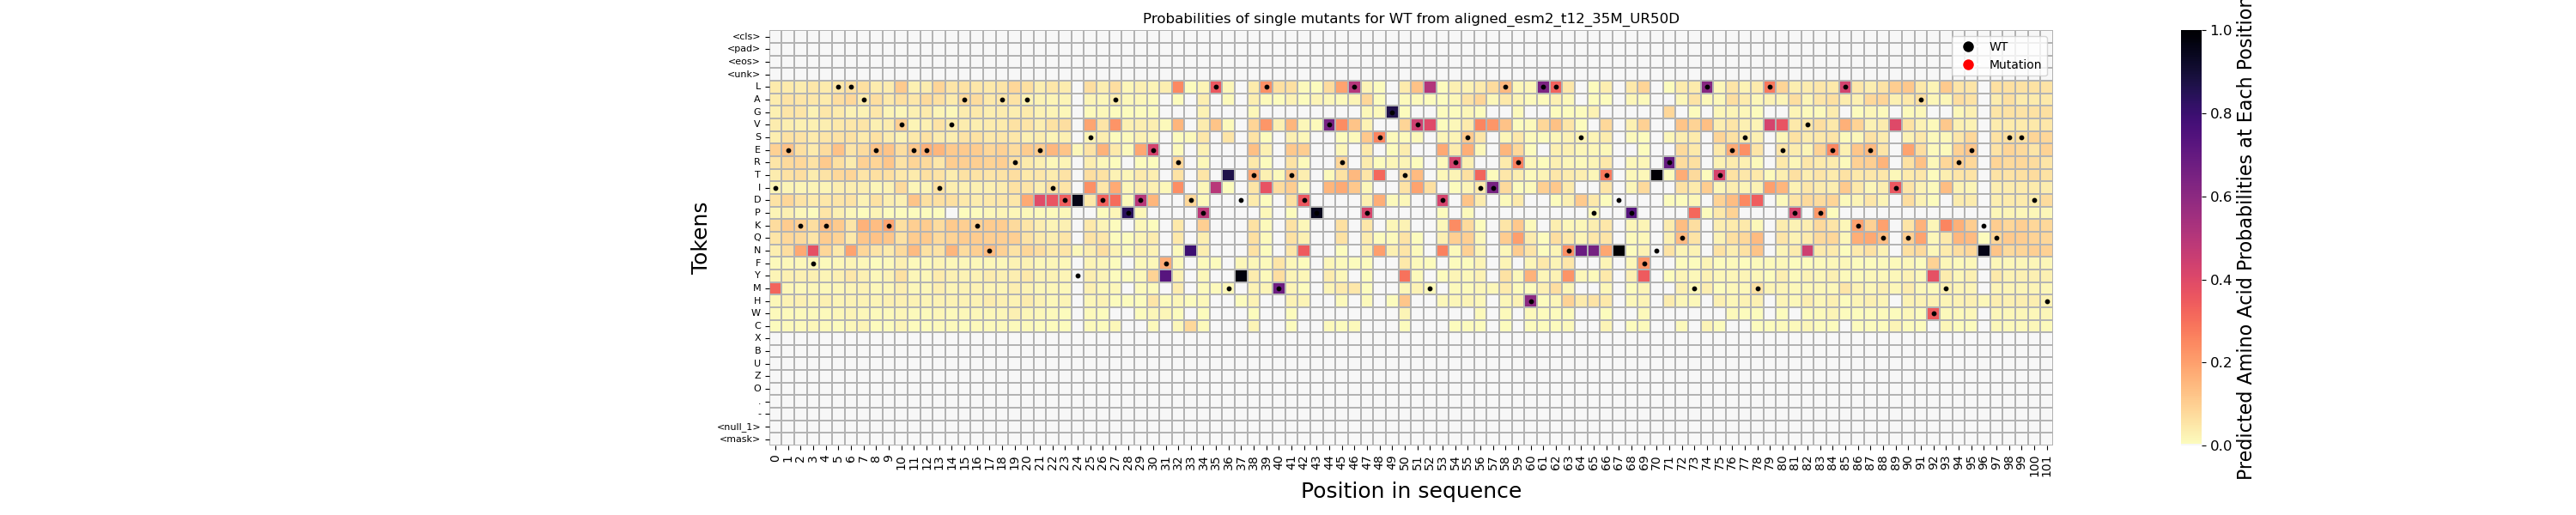 Probabilities of single mutants for WT from aligned_esm2_t12_35M_UR50D
<cls>
<pad>
<eos>
<unk>
L
A
G
V
S
E
R
T
I
D
P
K
Q
N
F
Y
M
H
W
C
X
B
U
Z
O
.
-
<null_1>
<mask>
Tokens
0 1 2 3 4 5 6 7 8 9 10 11 12 13 14 15 16 17 18 19 20 21 22 23 24 25 26 27 28 29 30 31 32 33 34 35 36 37 38 39 40 41 42 43 44 45 46 47 48 49 50 51 52 53 54 55 56 57 58 59 60 61 62 63 64 65 66 67 68 69 70 71 72 73 74 75 76 77 78 79 80 81 82 83 84 85 86 87 88 89 90 91 92 93 94 95 96 97 98 99 100 101
Position in sequence
WT
Mutation
1.0
0.8
0.6
0.4
0.2
0.0
Predicted Amino Acid Probabilities at Each Position